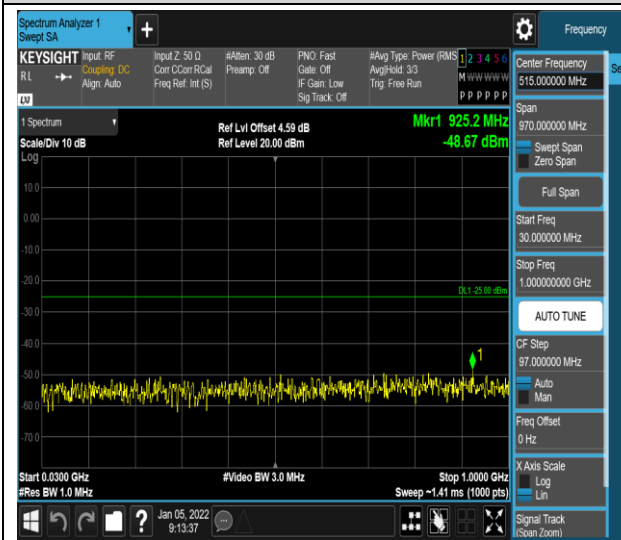 Spectrum Analyzer 1
Swept SA
Frequency
KEYSIGHT
RL
LXI
Input: RF
Coupling: DC
Align: Auto
Input Z: 50 Ω
Corr CCorr RCal
Freq Ref: Int (S)
#Atten: 30 dB
Preamp: Off
PNO: Fast
Gate: Off
IF Gain: Low
Sig Track: Off
#Avg Type: Power (RMS
Avg|Hold: 3/3
Trig: Free Run
1 2 3 4 5 6
M W W W W W
P P P P P P
1 Spectrum
Scale/Div 10 dB
Log
Ref Lvl Offset 4.59 dB
Ref Level 20.00 dBm
Mkr1 925.2 MHz
-48.67 dBm
10.0
0.00
-10.0
-20.0
-30.0
-40.0
-50.0
-60.0
-70.0
DL1 -25.00 dBm
1
Start 0.0300 GHz
#Res BW 1.0 MHz
#Video BW 3.0 MHz
Stop 1.0000 GHz
Sweep ~1.41 ms (1000 pts)
?
Jan 05, 2022
9:13:37
Center Frequency
515.000000 MHz
Se
Span
970.000000 MHz
Swept Span
Zero Span
Full Span
Start Freq
30.000000 MHz
Stop Freq
1.000000000 GHz
AUTO TUNE
CF Step
97.000000 MHz
Auto
Man
Freq Offset
0 Hz
X Axis Scale
Log
Lin
Signal Track
(Span Zoom)